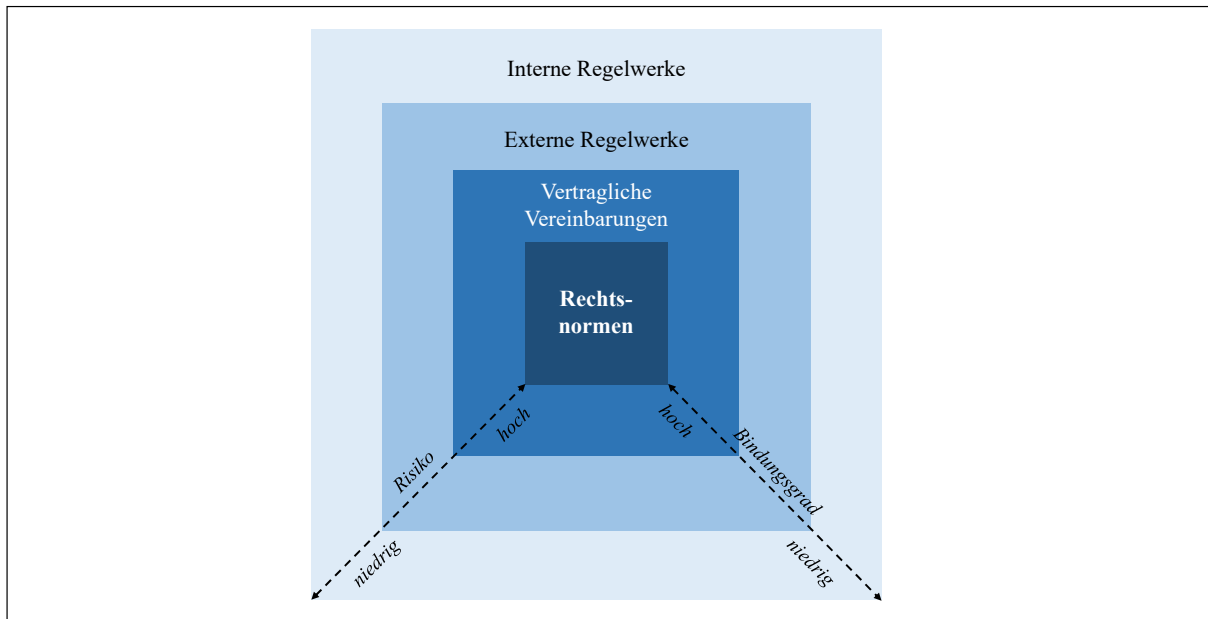 Interne Regelwerke
Externe Regelwerke
Vertragliche
Vereinbarungen
Rechts-
normen
hoch
Risiko
niedrig
hoch
Bindungsgrad
niedrig